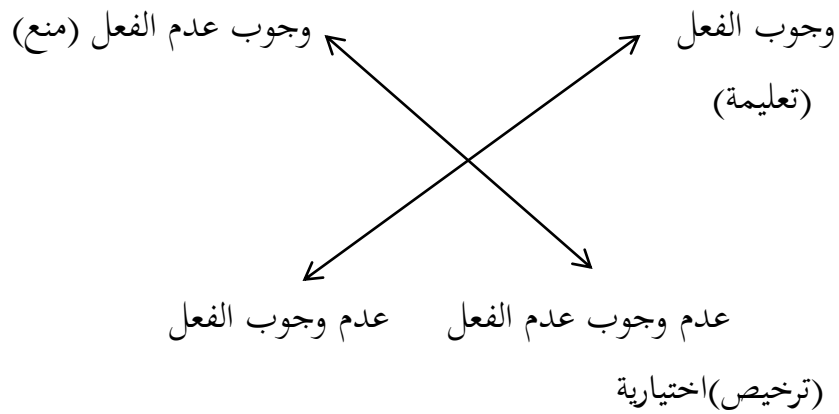 وجوب الفعل
(تعليمة)
وجوب عدم الفعل (منع)
عدم وجوب عدم الفعل
(ترخيص)اختيارية
عدم وجوب الفعل